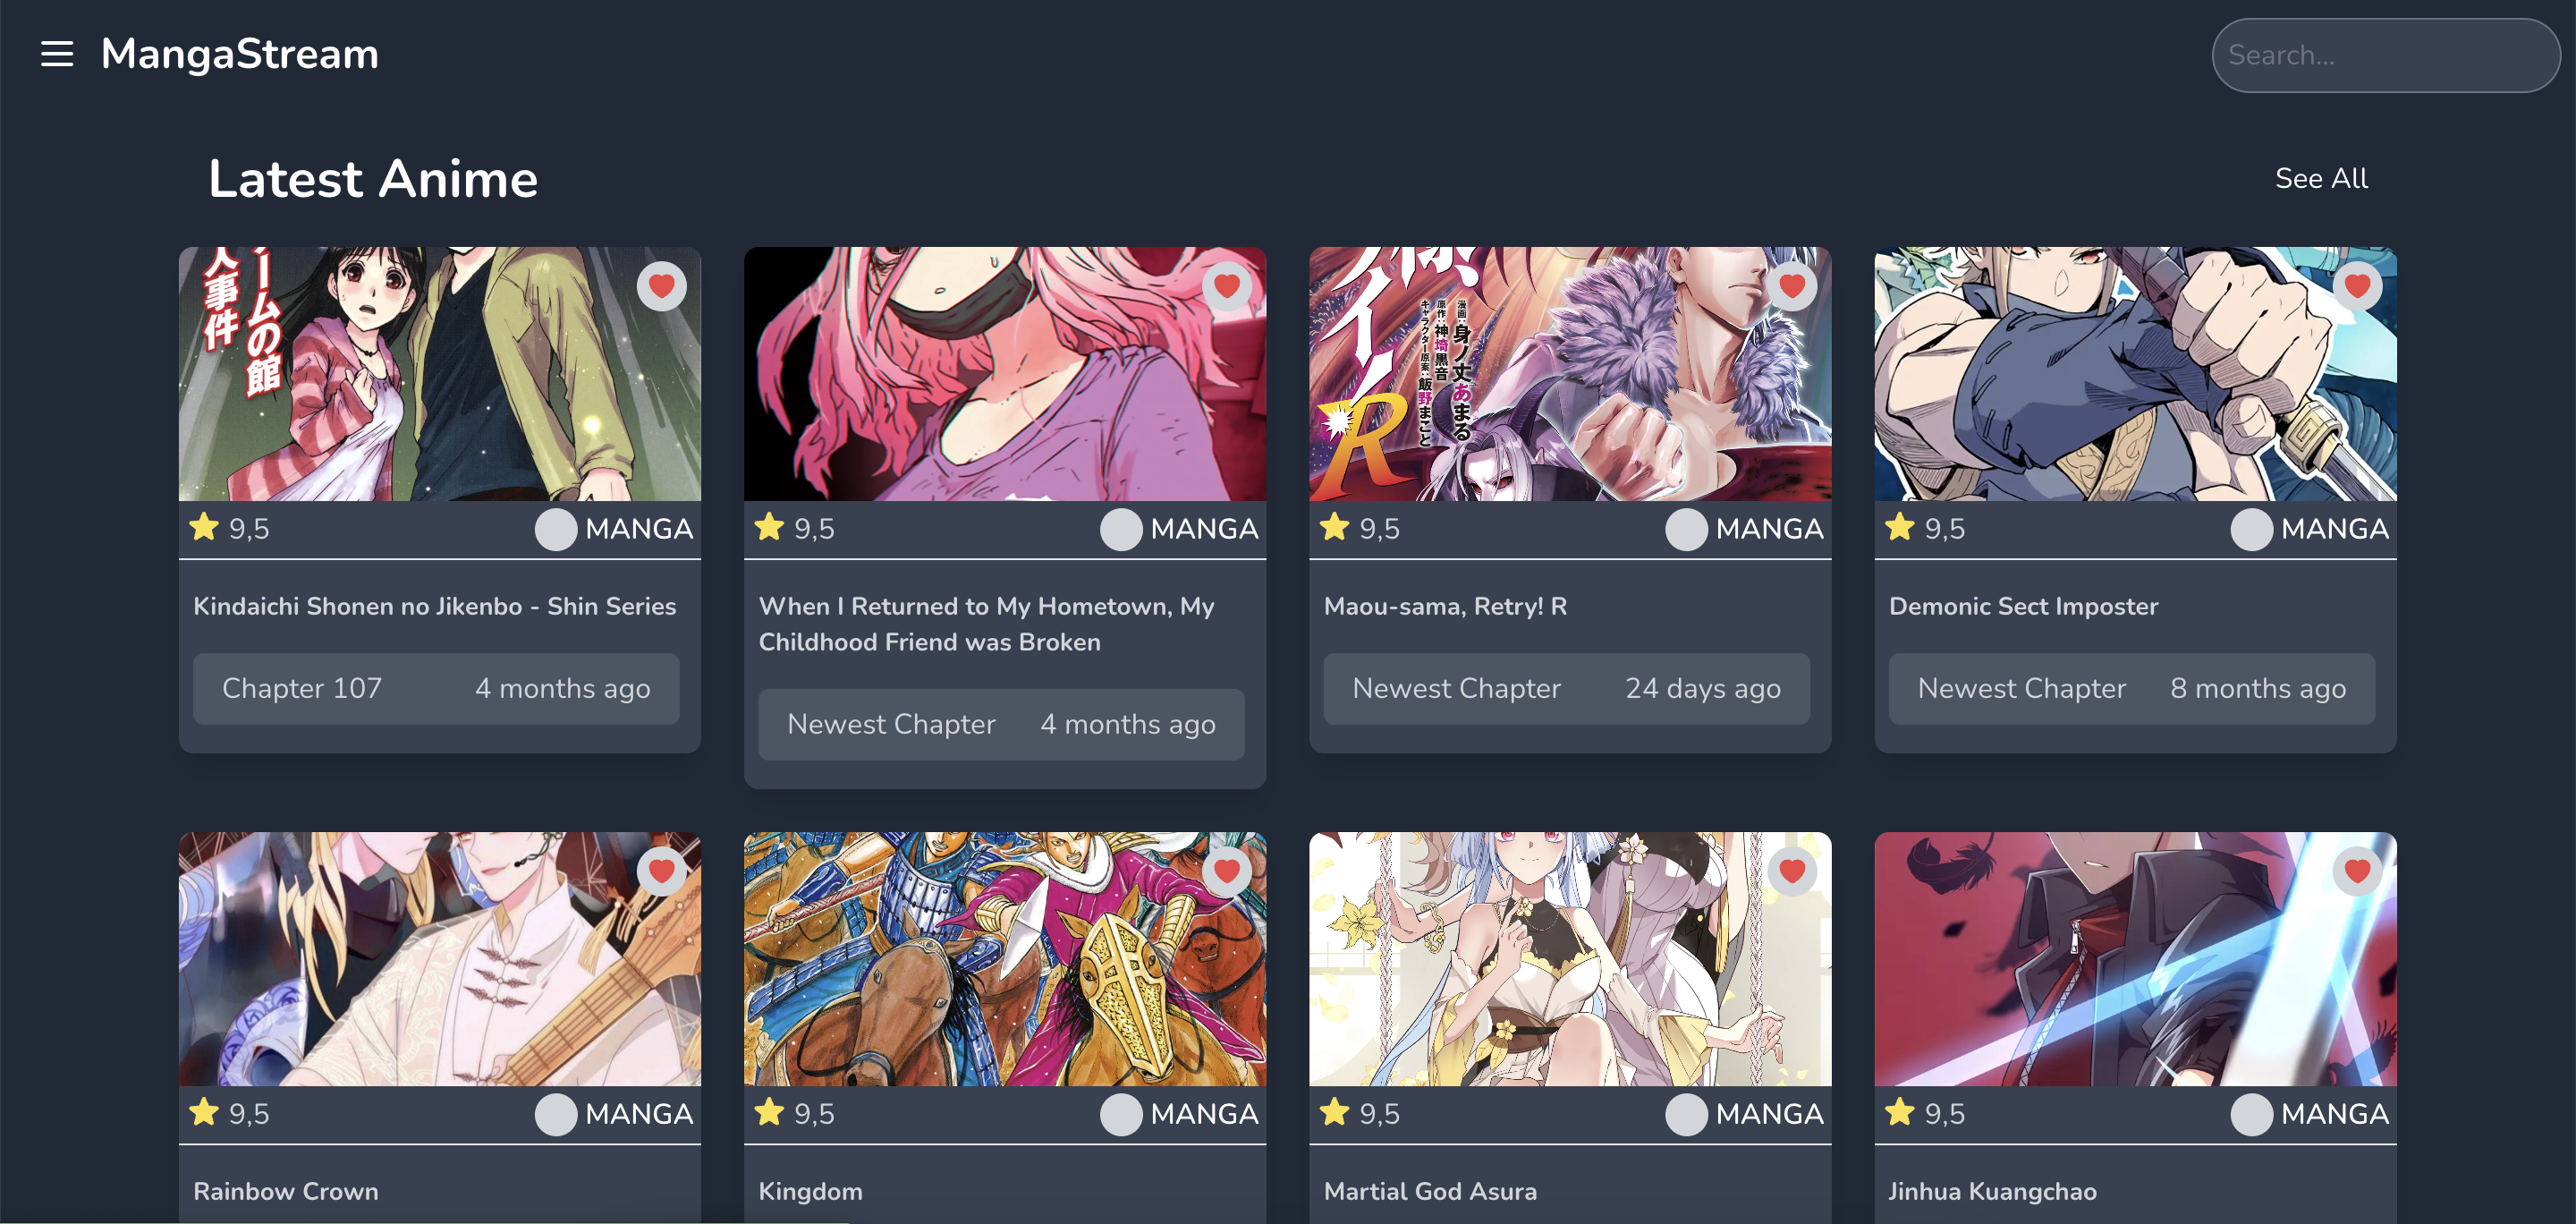 MangaStream
Search...
Latest Anime
See All
人事件
ームの館
イ
R
漫画:身ノ丈あまる
原作:神埼黒音
キャラクター原案:飯野まこと
9,5 MANGA
9,5 MANGA
9,5 MANGA
9,5 MANGA
Kindaichi Shonen no Jikenbo - Shin Series
Chapter 107 4 months ago
When I Returned to My Hometown, My
Childhood Friend was Broken
Newest Chapter 4 months ago
Maou-sama, Retry! R
Newest Chapter 24 days ago
Demonic Sect Imposter
Newest Chapter 8 months ago
9,5 MANGA
9,5 MANGA
9,5 MANGA
9,5 MANGA
Rainbow Crown
Kingdom
Martial God Asura
Jinhua Kuangchao